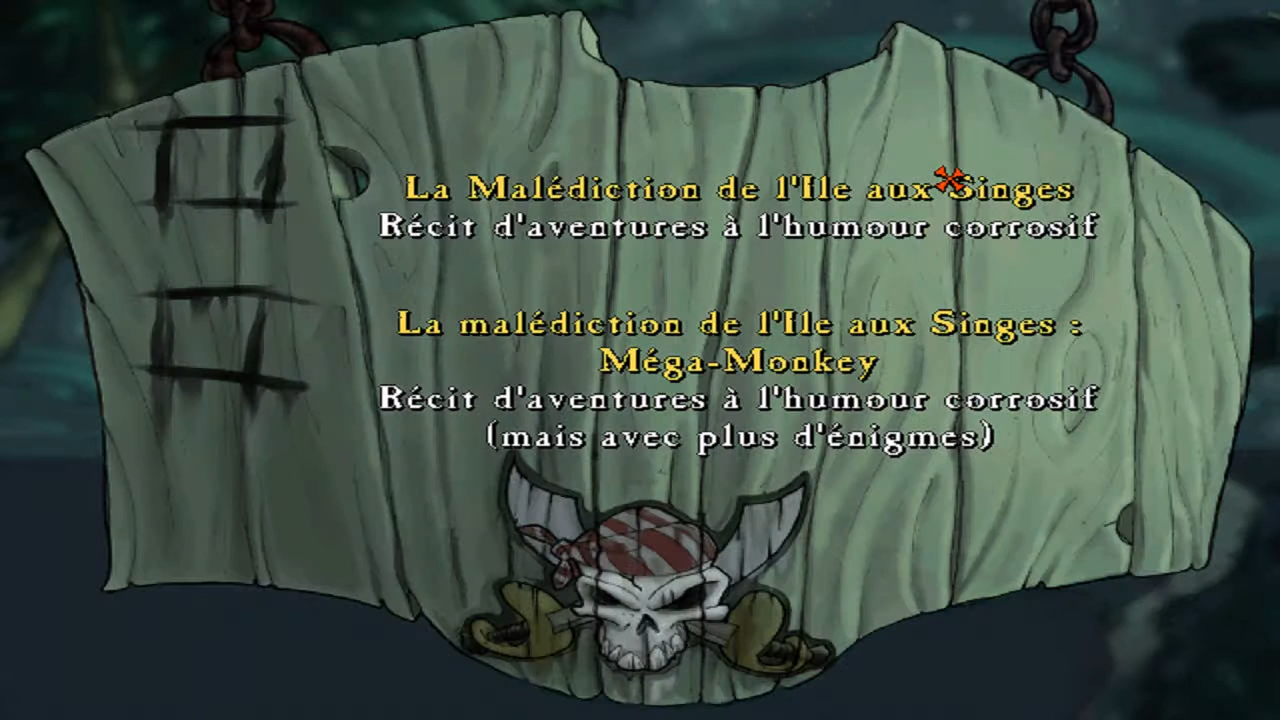 La Malédiction de l'Ile aux Singes
Récit d'aventures à l'humour corrosif
La malédiction de l'Ile aux Singes :
Méga-Monkey
Récit d'aventures à l'humour corrosif
(mais avec plus d'énigmes)